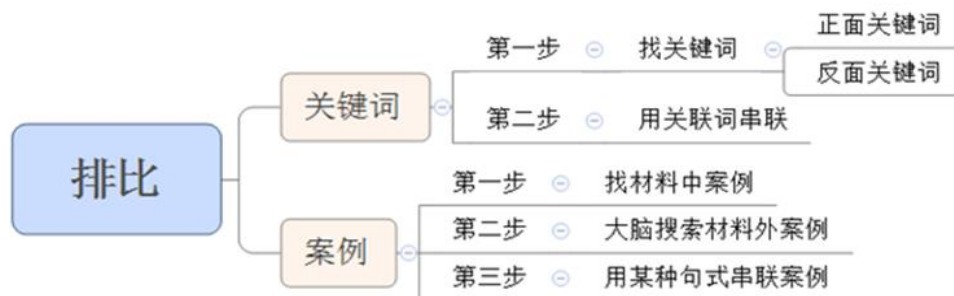 排比
关键词
第一步
找关键词
正面关键词
反面关键词
第二步
用关联词串联
案例
第一步
找材料中案例
第二步
大脑搜索材料外案例
第三步
用某种句式串联案例